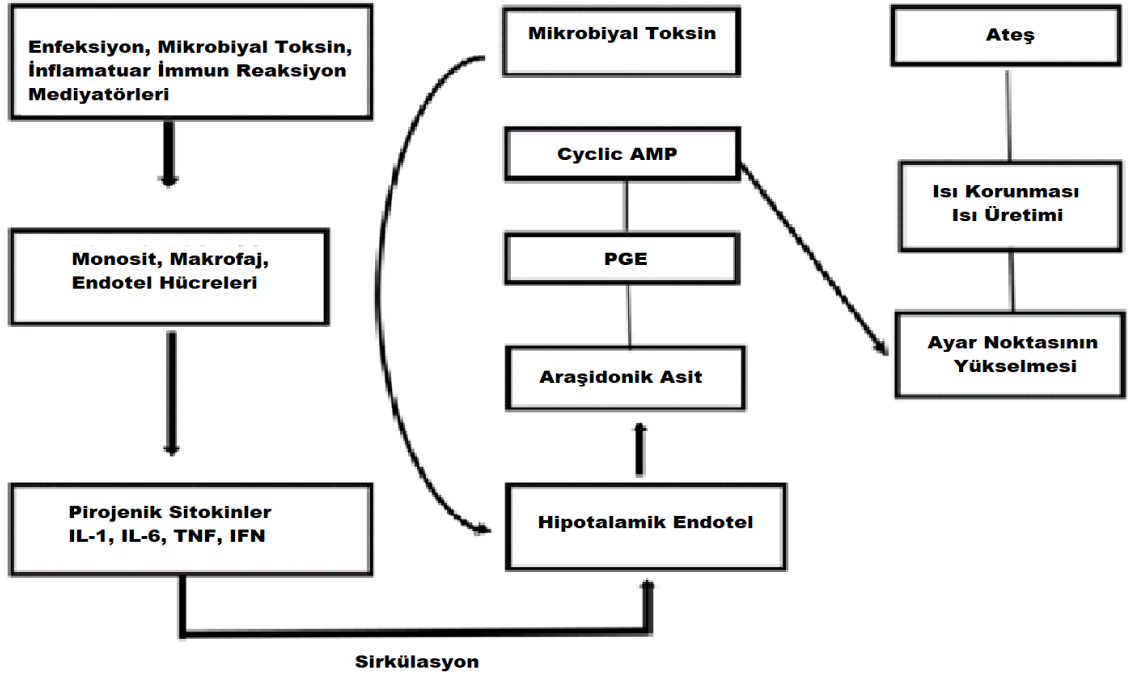 Enfeksiyon, Mikrobiyal Toksin,
İnflamatuar İmmun Reaksiyon
Mediyatörleri
Monosit, Makrofaj,
Endotel Hücreleri
Pirojenik Sitokinler
IL-1, IL-6, TNF, IFN
Sirkülasyon
Mikrobiyal Toksin
Cyclic AMP
PGE
Araşidonik Asit
Hipotalamik Endotel
Ateş
Isı Korunması
Isı Üretimi
Ayar Noktasının
Yükselmesi